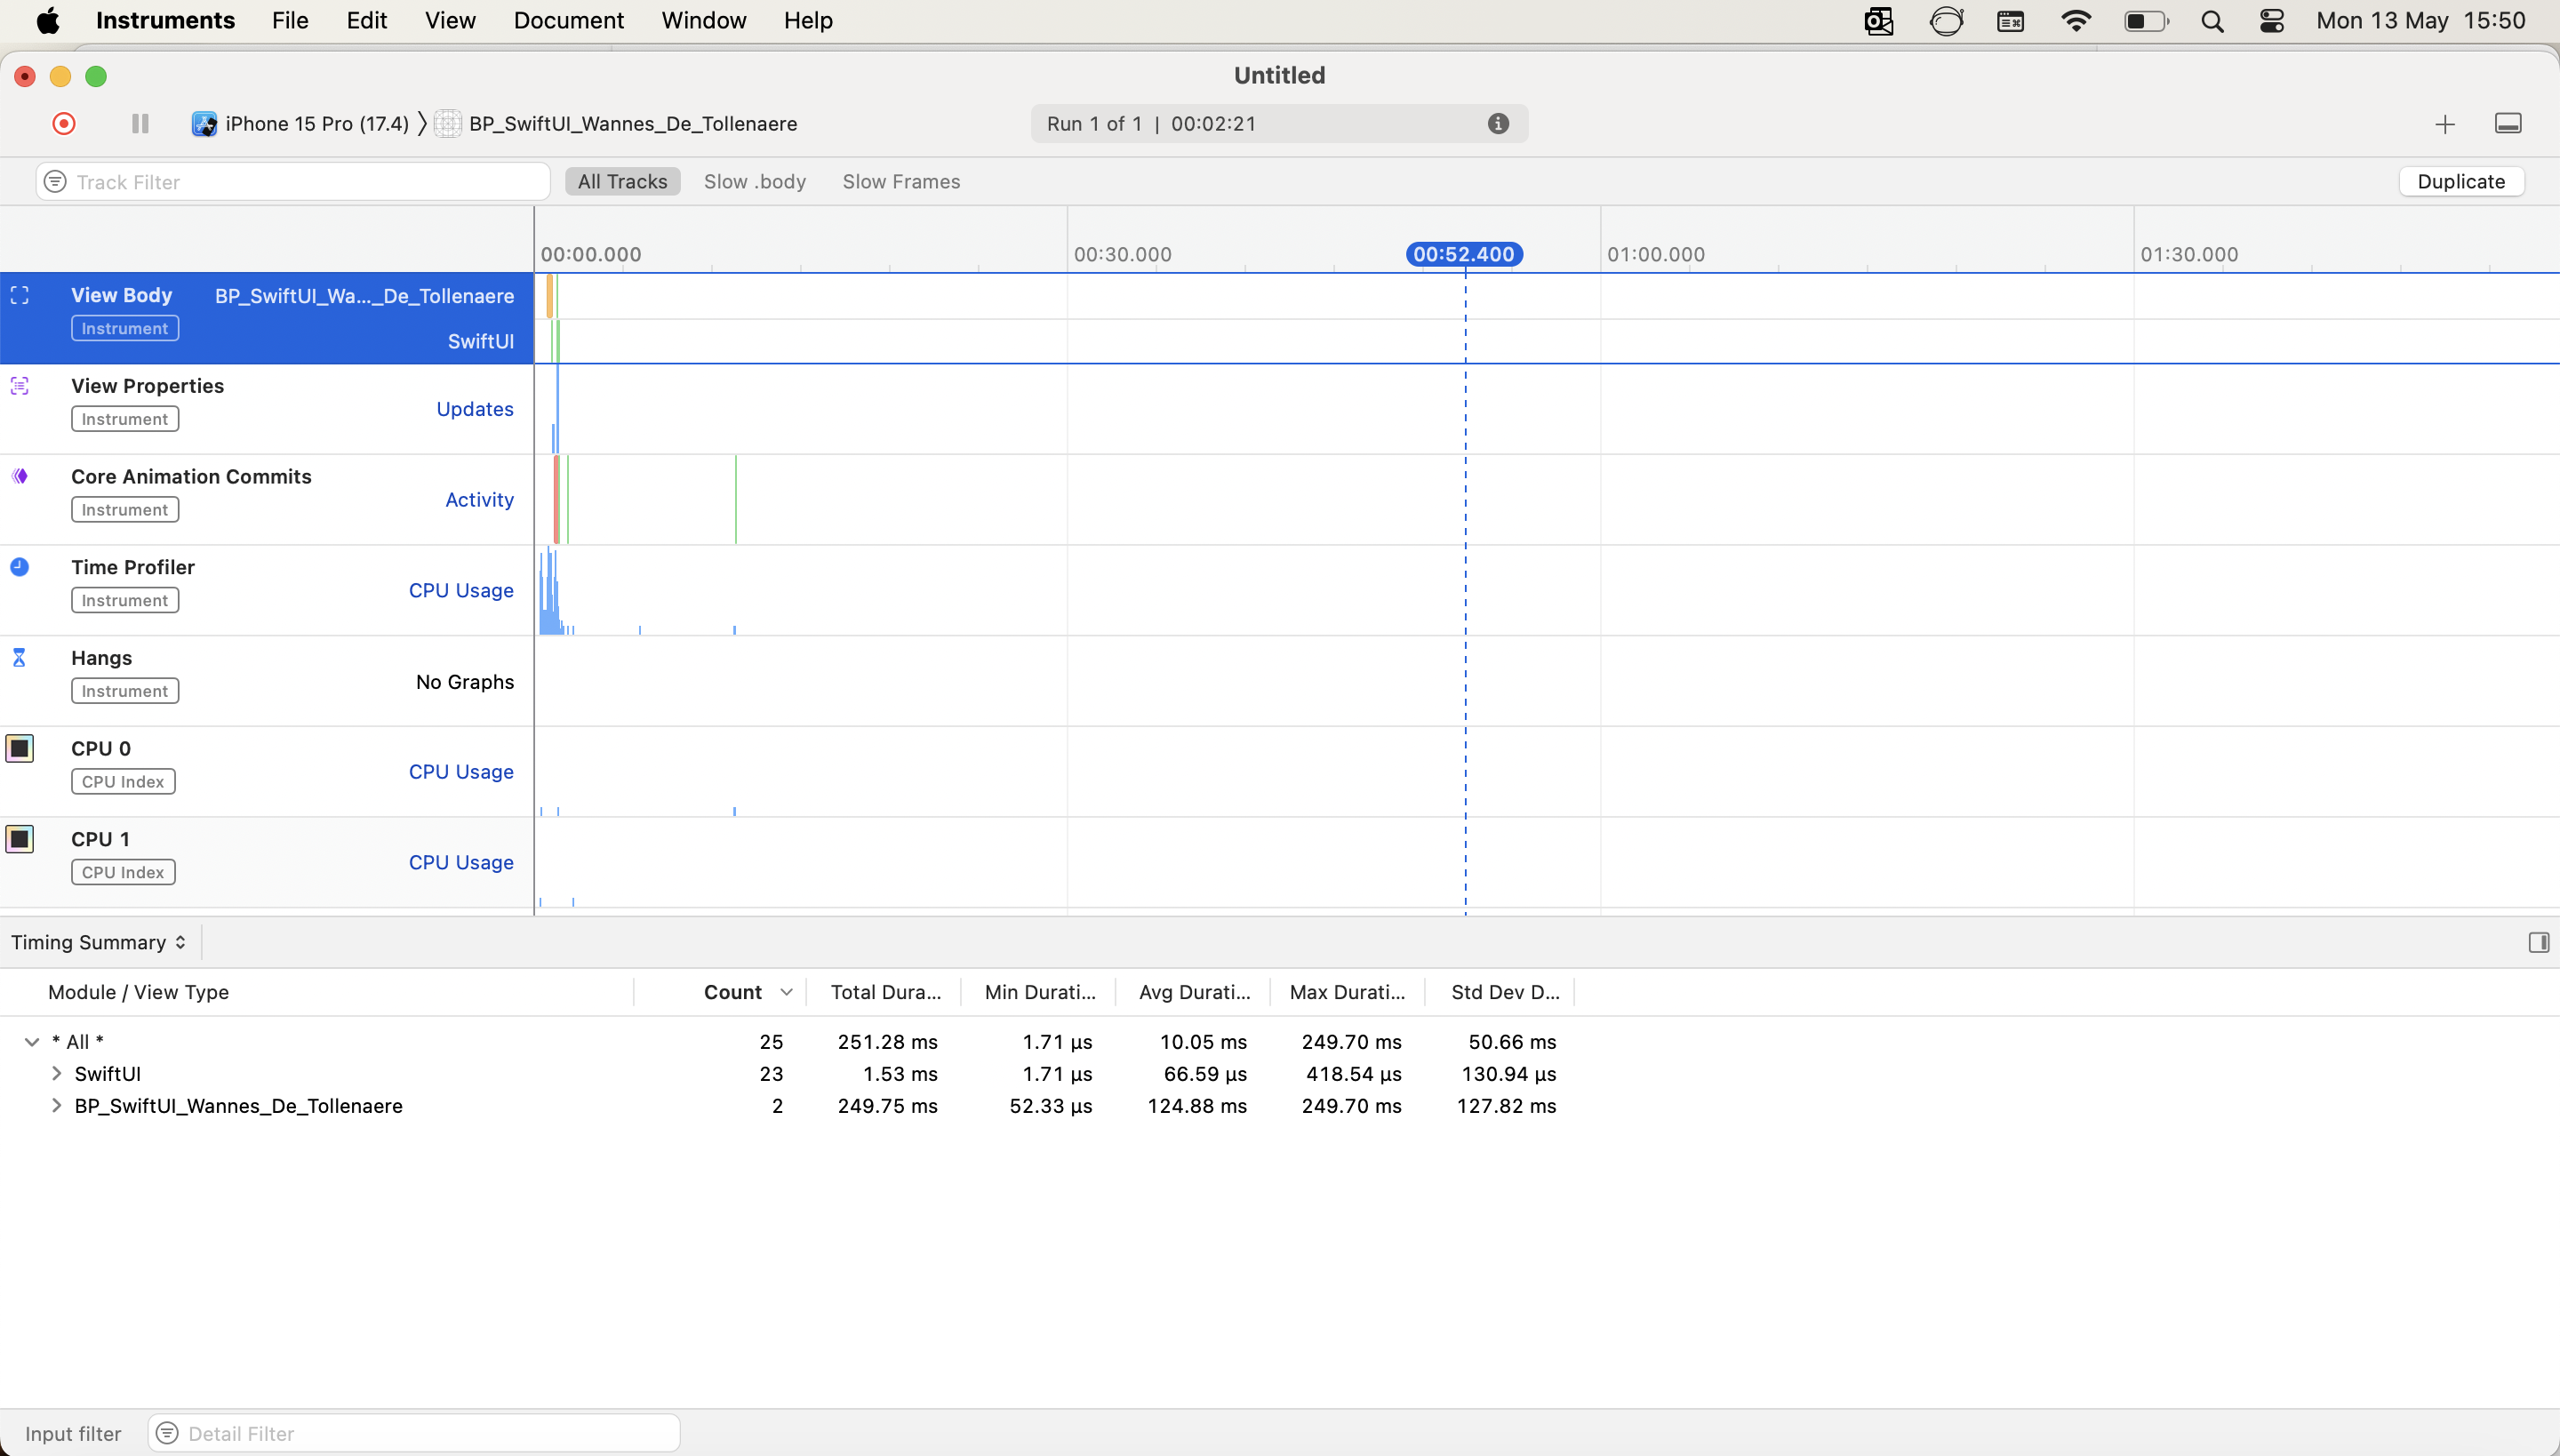 Instruments File Edit View Document Window Help Mon 13 May 15:50
Untitled
iPhone 15 Pro (17.4) BP_SwiftUI_Wannes_De_Tollenaere Run 1 of 1 | 00:02:21
Track Filter All Tracks Slow .body Slow Frames Duplicate
00:00.000 00:30.000 00:52.400 01:00.000 01:30.000
View Body BP_SwiftUI_Wa..._De_Tollenaere
Instrument
SwiftUI
View Properties
Instrument
Updates
Core Animation Commits
Instrument
Activity
Time Profiler
Instrument
CPU Usage
Hangs
Instrument
No Graphs
CPU 0
CPU Index
CPU Usage
CPU 1
CPU Index
CPU Usage
Timing Summary
Module / View Type Count Total Dura... Min Durati... Avg Durati... Max Durati... Std Dev D...
* All * 25 251.28 ms 1.71 µs 10.05 ms 249.70 ms 50.66 ms
SwiftUI 23 1.53 ms 1.71 µs 66.59 µs 418.54 µs 130.94 µs
BP_SwiftUI_Wannes_De_Tollenaere 2 249.75 ms 52.33 µs 124.88 ms 249.70 ms 127.82 ms
Input filter Detail Filter